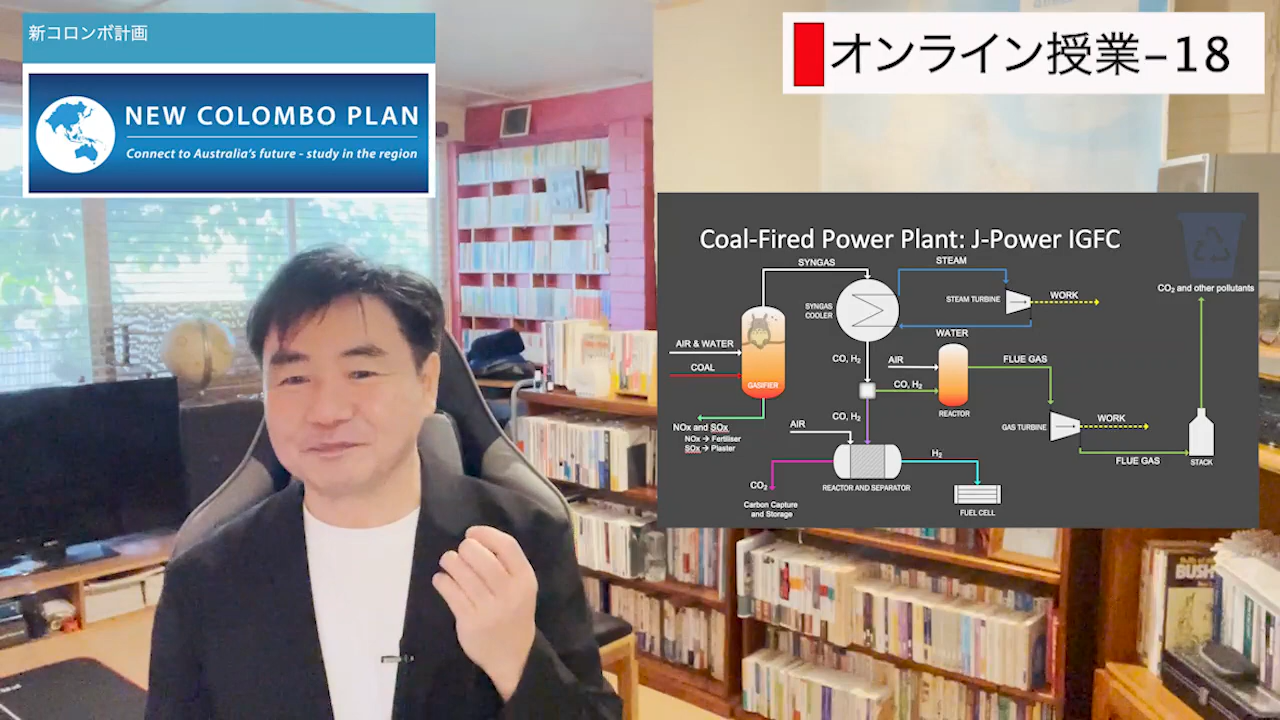 新コロンボ計画
NEW COLOMBO PLAN
Connect to Australia's future - study in the region
オンライン授業-18
Coal-Fired Power Plant: J-Power IGFC
SYNGAS
STEAM
CO₂ and other pollutants
SYNGAS
COOLER
STEAM TURBINE
WORK
WATER
AIR & WATER
COAL
GASIFIER
CO, H₂
AIR
CO, H₂
FLUE GAS
REACTOR
NOx and SOx
NOx → Fertiliser
SOx → Plaster
CO, H₂
AIR
GAS TURBINE
WORK
FLUE GAS
STACK
CO₂
Carbon Capture
and Storage
REACTOR AND SEPARATOR
H₂
FUEL CELL
BUSH